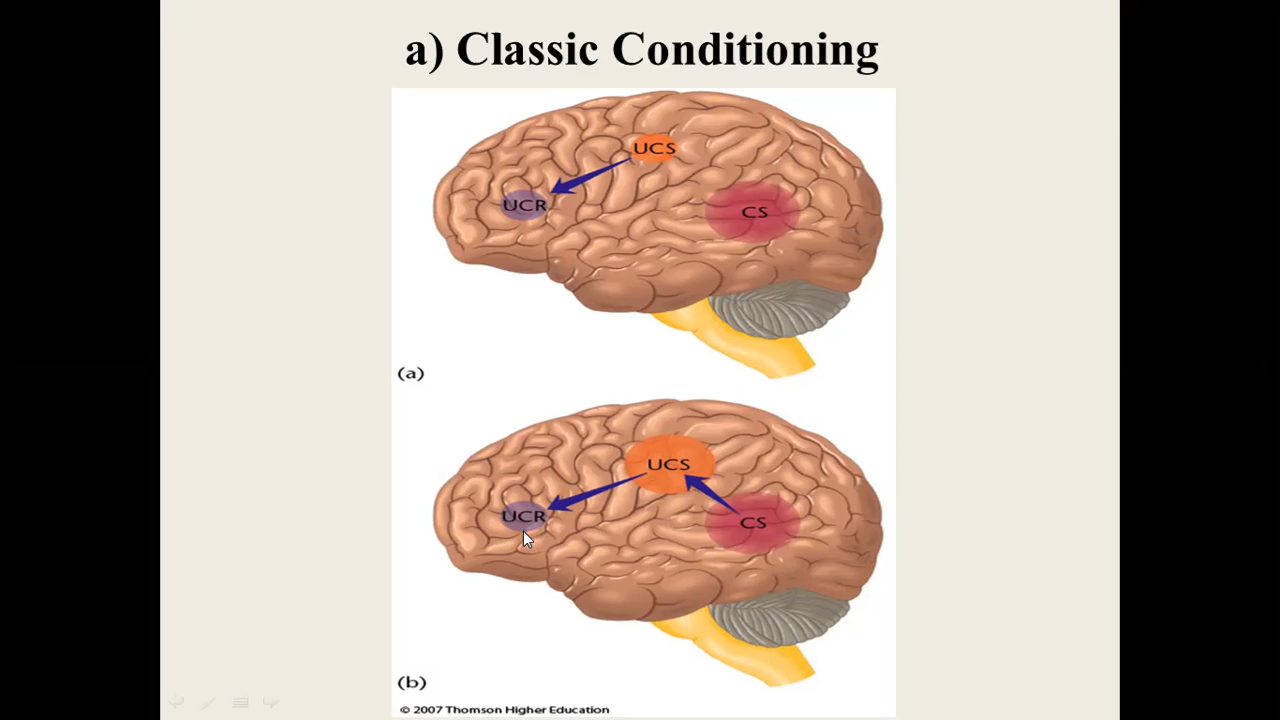 a) Classic Conditioning
UCS
UCR
CS
(a)
UCS
UCR
CS
(b)
© 2007 Thomson Higher Education